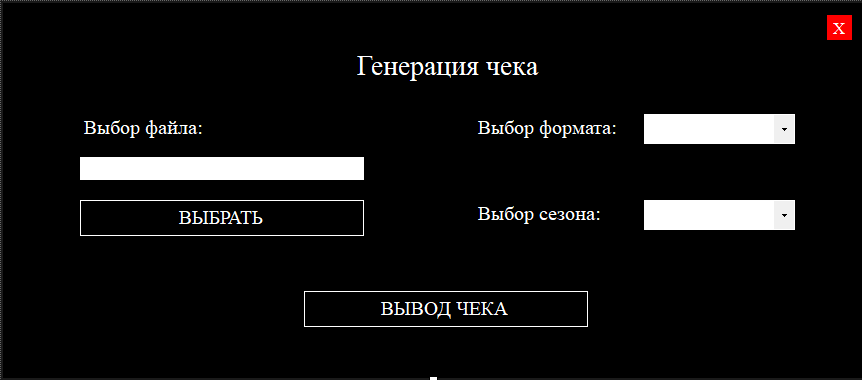 X
Генерация чека
Выбор файла:
Выбор формата:
ВЫБРАТЬ
Выбор сезона:
ВЫВОД ЧЕКА